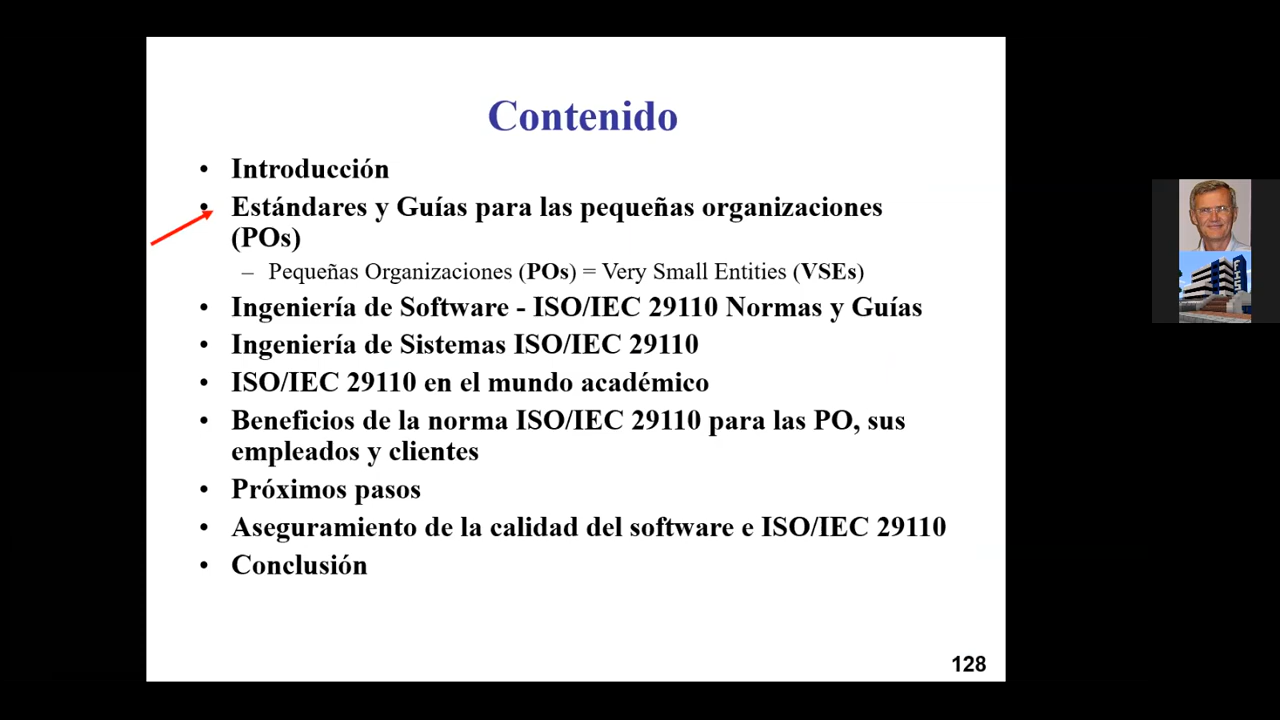 Contenido
• Introducción
• Estándares y Guías para las pequeñas organizaciones
(POs)
– Pequeñas Organizaciones (POs) = Very Small Entities (VSEs)
• Ingeniería de Software - ISO/IEC 29110 Normas y Guías
• Ingeniería de Sistemas ISO/IEC 29110
• ISO/IEC 29110 en el mundo académico
• Beneficios de la norma ISO/IEC 29110 para las PO, sus
empleados y clientes
• Próximos pasos
• Aseguramiento de la calidad del software e ISO/IEC 29110
• Conclusión
128